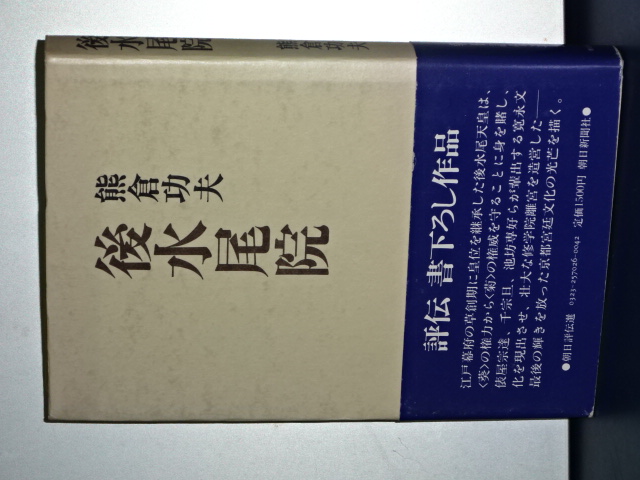 後水尾院
熊倉功夫
熊倉功夫
後水尾院
評伝 書下ろし作品
江戸幕府の草創期に皇位を継承した後水尾天皇は、
〈葵〉の権力から〈菊〉の権威を守ることに身を賭し、
俵屋宗達、千宗旦、池坊専好らが輩出する寛永文
化を現出させ、壮大な修学院離宮を造営した――
最後の輝きを放った京都宮廷文化の光芒を描く。
●朝日評伝選 0323-257026-0042 定価1500円 朝日新聞社●